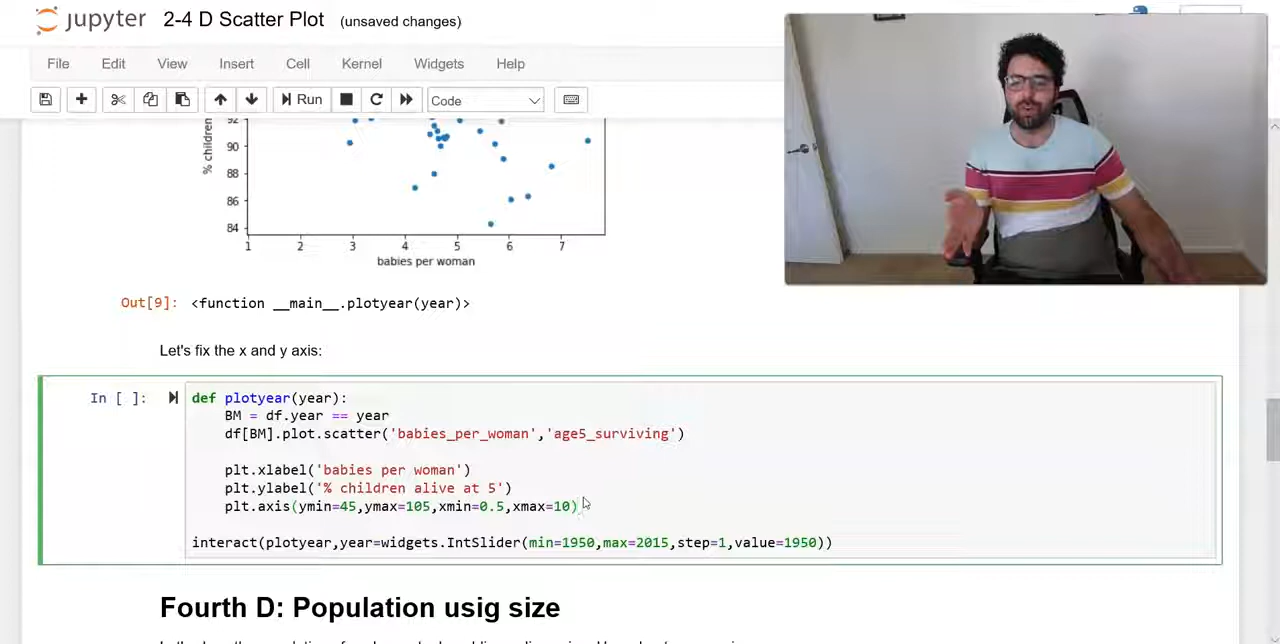 jupyter 2-4 D Scatter Plot (unsaved changes)
File Edit View Insert Cell Kernel Widgets Help
Run Code
% children
92
90
88
86
84
1 2 3 4 5 6 7
babies per woman
Out[9]: <function __main__.plotyear(year)>
Let's fix the x and y axis:
In [ ]: def plotyear(year):
BM = df.year == year
df[BM].plot.scatter('babies_per_woman','age5_surviving')
plt.xlabel('babies per woman')
plt.ylabel('% children alive at 5')
plt.axis(ymin=45,ymax=105,xmin=0.5,xmax=10)
interact(plotyear,year=widgets.IntSlider(min=1950,max=2015,step=1,value=1950))
Fourth D: Population usig size